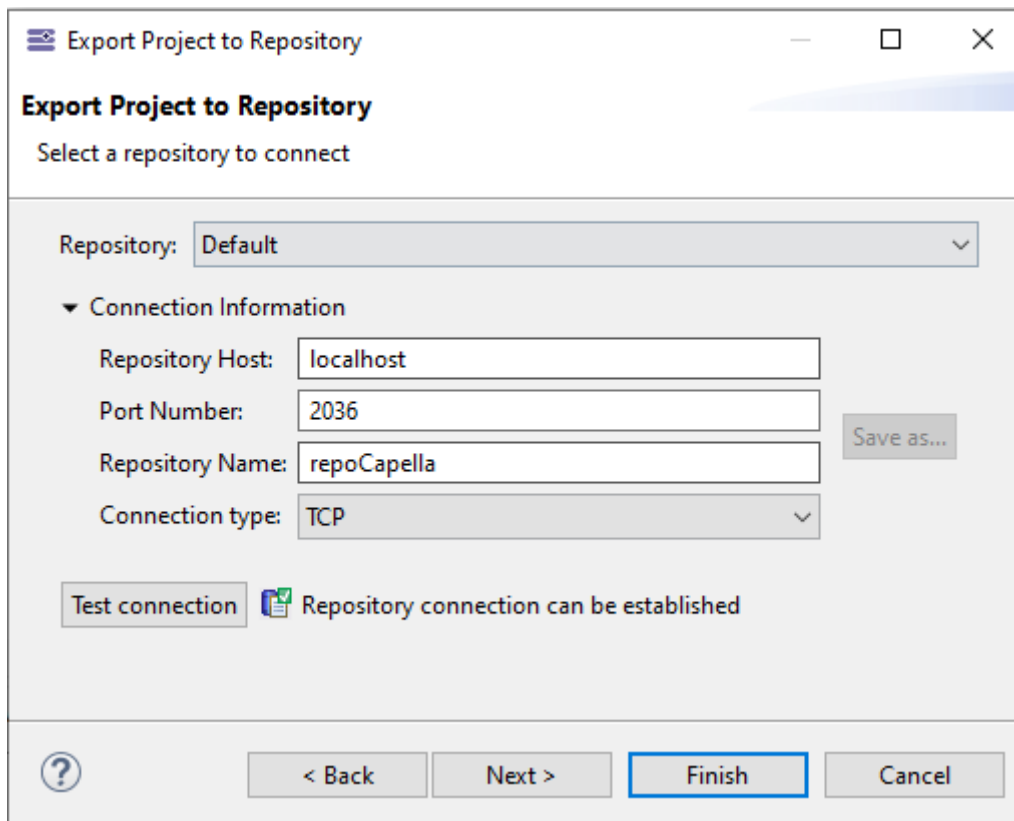 Export Project to Repository
Export Project to Repository
Select a repository to connect
Repository: Default
Connection Information
Repository Host: localhost
Port Number: 2036
Save as...
Repository Name: repoCapella
Connection type: TCP
Test connection Repository connection can be established
? < Back Next > Finish Cancel